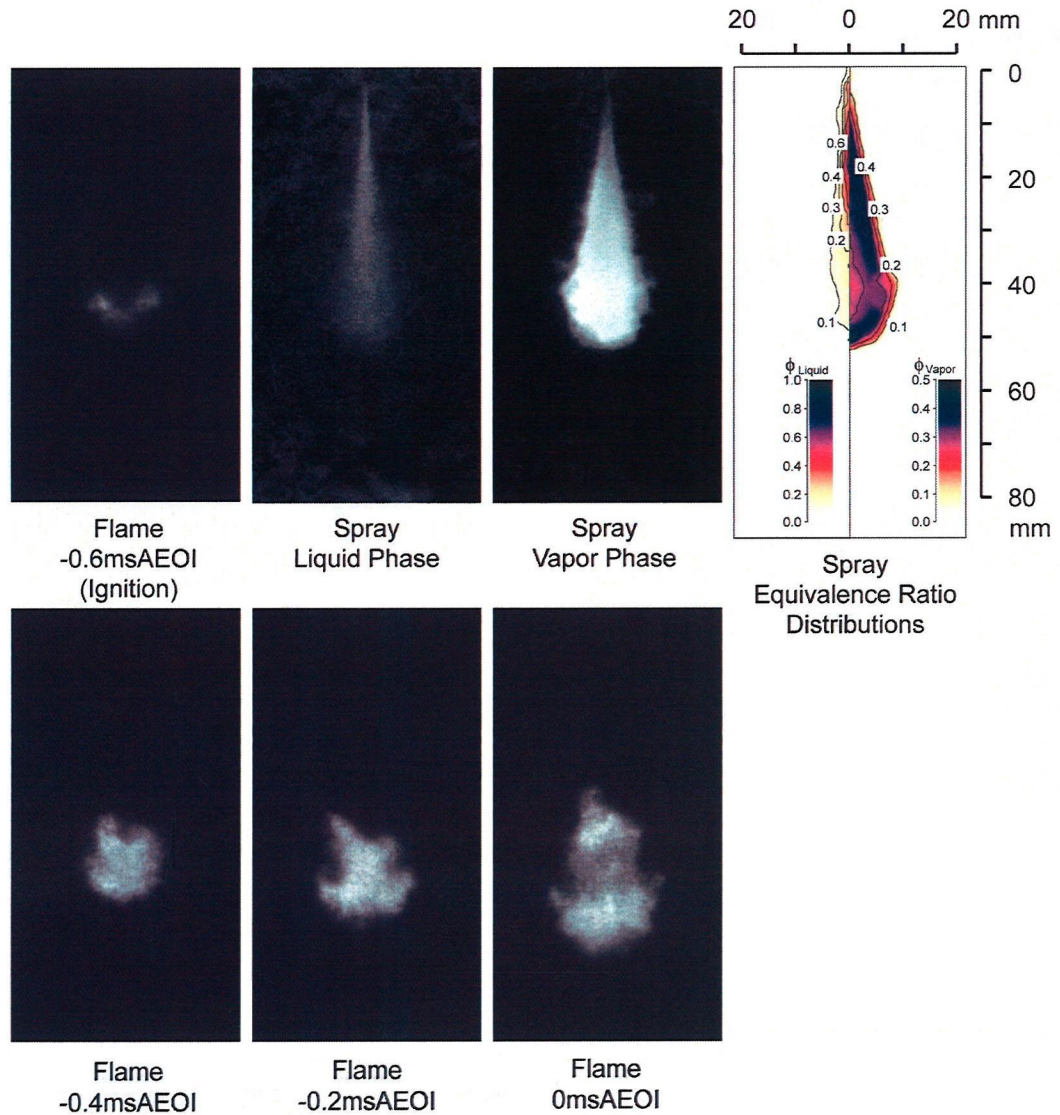 20 0 20 mm
0
20
40
60
80
mm
0.6
0.4
0.3
0.2
0.1
0.4
0.3
0.2
0.1
ϕ Liquid
1.0
0.8
0.6
0.4
0.2
0.0
ϕ Vapor
0.5
0.4
0.3
0.2
0.1
0.0
Flame
-0.6msAEOI
(Ignition)
Spray
Liquid Phase
Spray
Vapor Phase
Spray
Equivalence Ratio
Distributions
Flame
-0.4msAEOI
Flame
-0.2msAEOI
Flame
0msAEOI